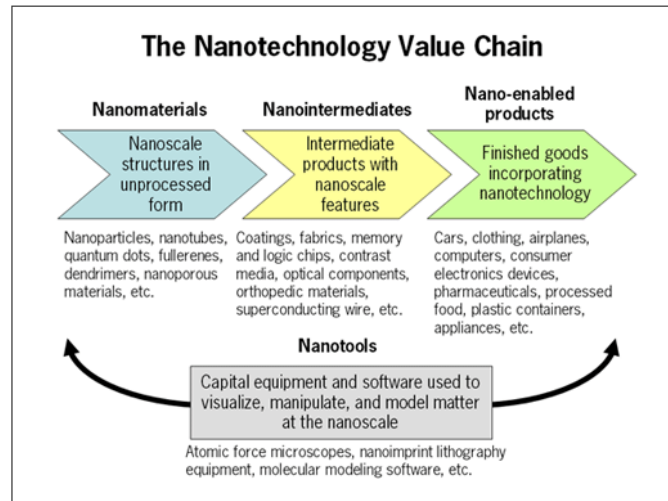 The Nanotechnology Value Chain
Nanomaterials
Nanoscale
structures in
unprocessed
form
Nanoparticles, nanotubes,
quantum dots, fullerenes,
dendrimers, nanoporous
materials, etc.
Nanointermediates
Intermediate
products with
nanoscale
features
Coatings, fabrics, memory
and logic chips, contrast
media, optical components,
orthopedic materials,
superconducting wire, etc.
Nano-enabled
products
Finished goods
incorporating
nanotechnology
Cars, clothing, airplanes,
computers, consumer
electronics devices,
pharmaceuticals, processed
food, plastic containers,
appliances, etc.
Nanotools
Capital equipment and software used to
visualize, manipulate, and model matter
at the nanoscale
Atomic force microscopes, nanoimprint lithography
equipment, molecular modeling software, etc.